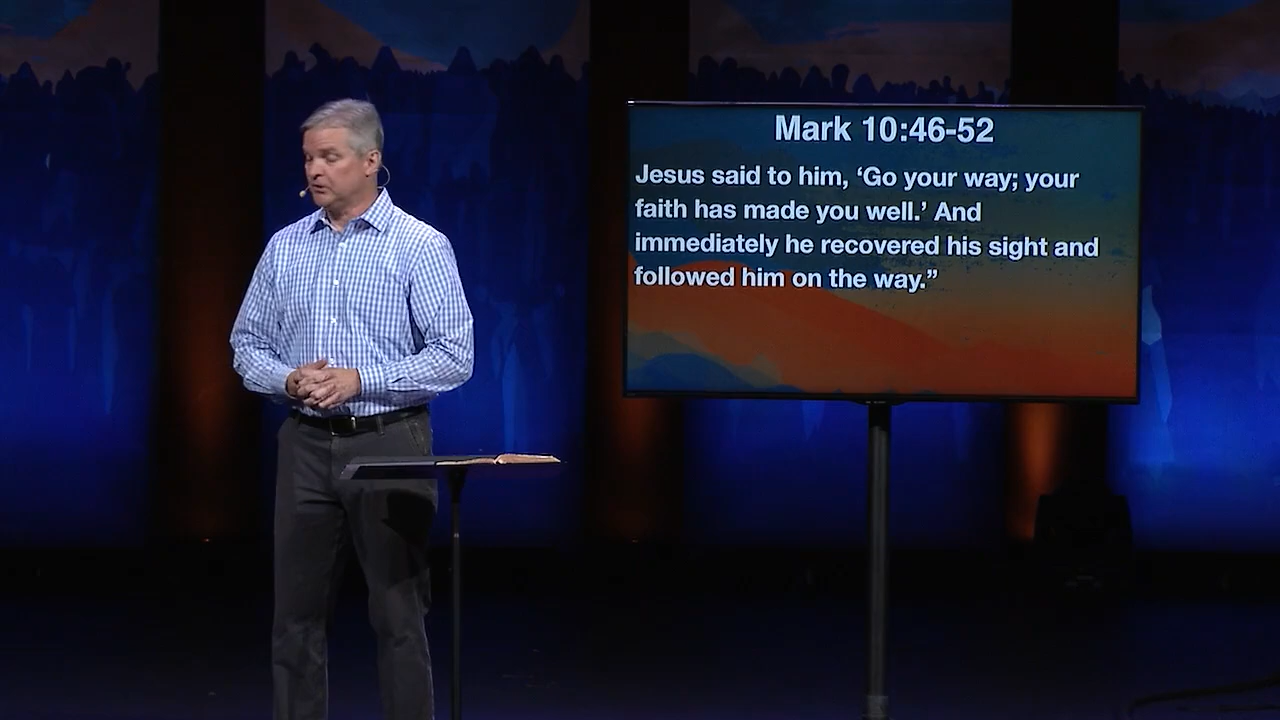 Mark 10:46-52
Jesus said to him, ‘Go your way; your
faith has made you well.’ And
immediately he recovered his sight and
followed him on the way.”